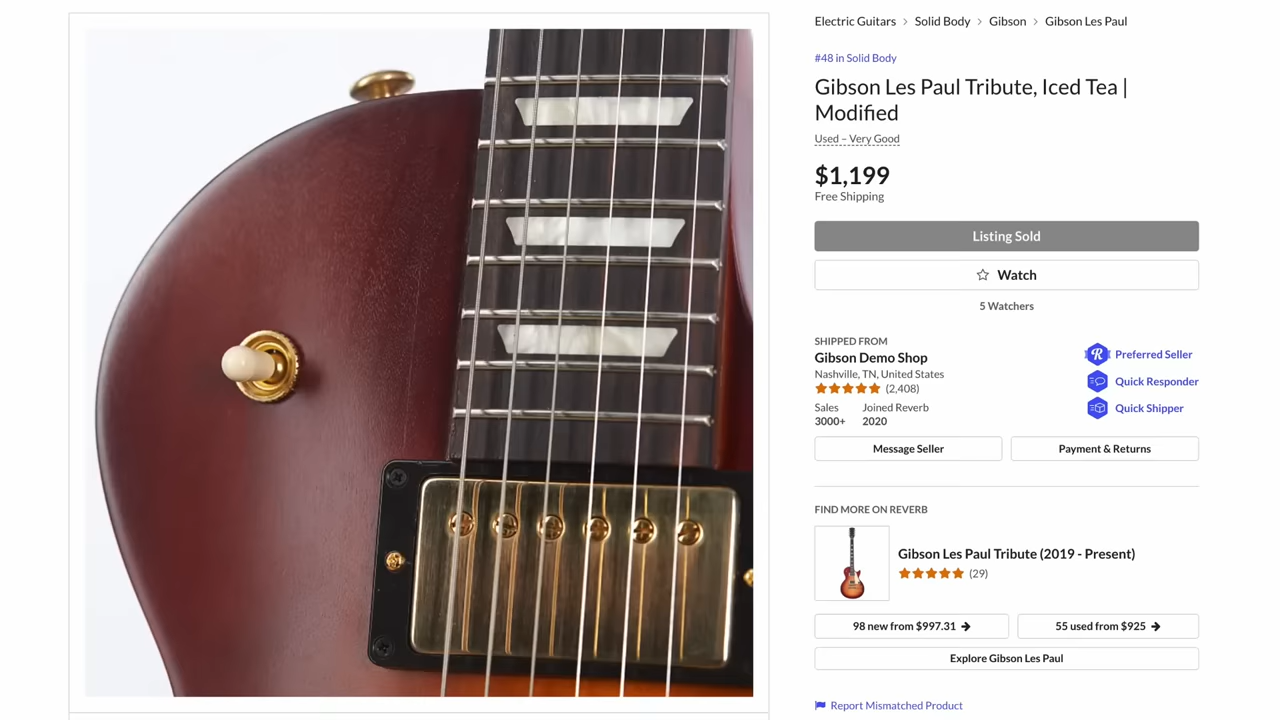 Electric Guitars > Solid Body > Gibson > Gibson Les Paul
#48 in Solid Body
Gibson Les Paul Tribute, Iced Tea |
Modified
Used – Very Good
$1,199
Free Shipping
Listing Sold
Watch
5 Watchers
SHIPPED FROM
Gibson Demo Shop
Nashville, TN, United States
(2,408)
Sales Joined Reverb
3000+ 2020
R Preferred Seller
Quick Responder
Quick Shipper
Message Seller Payment & Returns
FIND MORE ON REVERB
Gibson Les Paul Tribute (2019 - Present)
(29)
98 new from $997.31 → 55 used from $925 →
Explore Gibson Les Paul
Report Mismatched Product